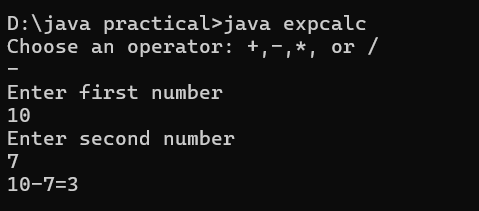 D:\java practical>java expcalc
Choose an operator: +,-,*, or /
-
Enter first number
10
Enter second number
7
10-7=3